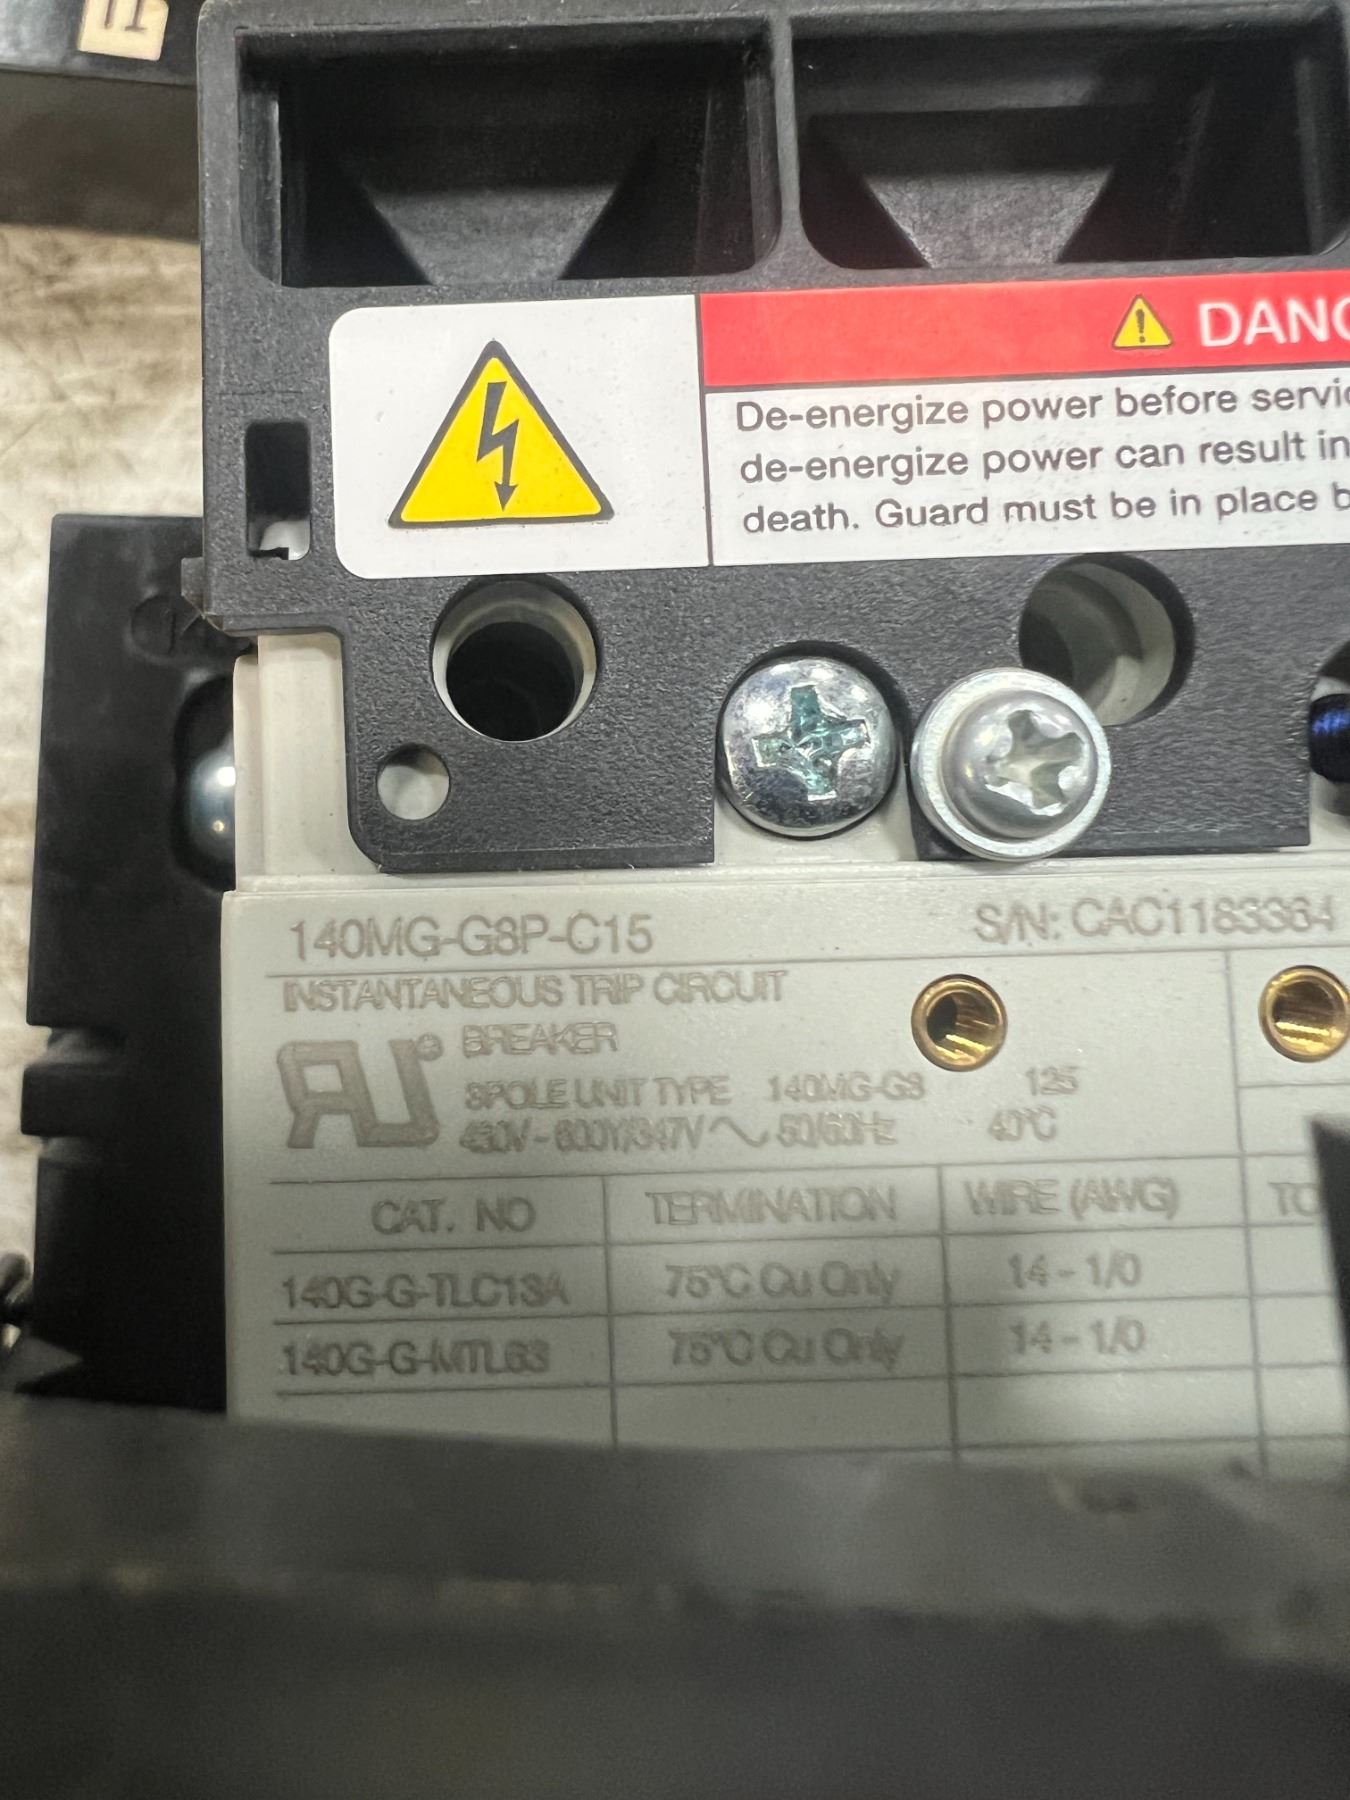 DANG
De-energize power before servic
de-energize power can result in
death. Guard must be in place b
140MG-G8P-C15
S/N: CAC1183364
INSTANTANEOUS TRIP CIRCUIT
BREAKER
3POLE UNIT TYPE 140MG-G8 125
480V - 600Y/347V ~ 50/60Hz 40°C
CAT. NO TERMINATION WIRE (AWG) TO
140G-G-TLC13A 75°C Cu Only 14 - 1/0
140G-G-MTL63 75°C Cu Only 14 - 1/0